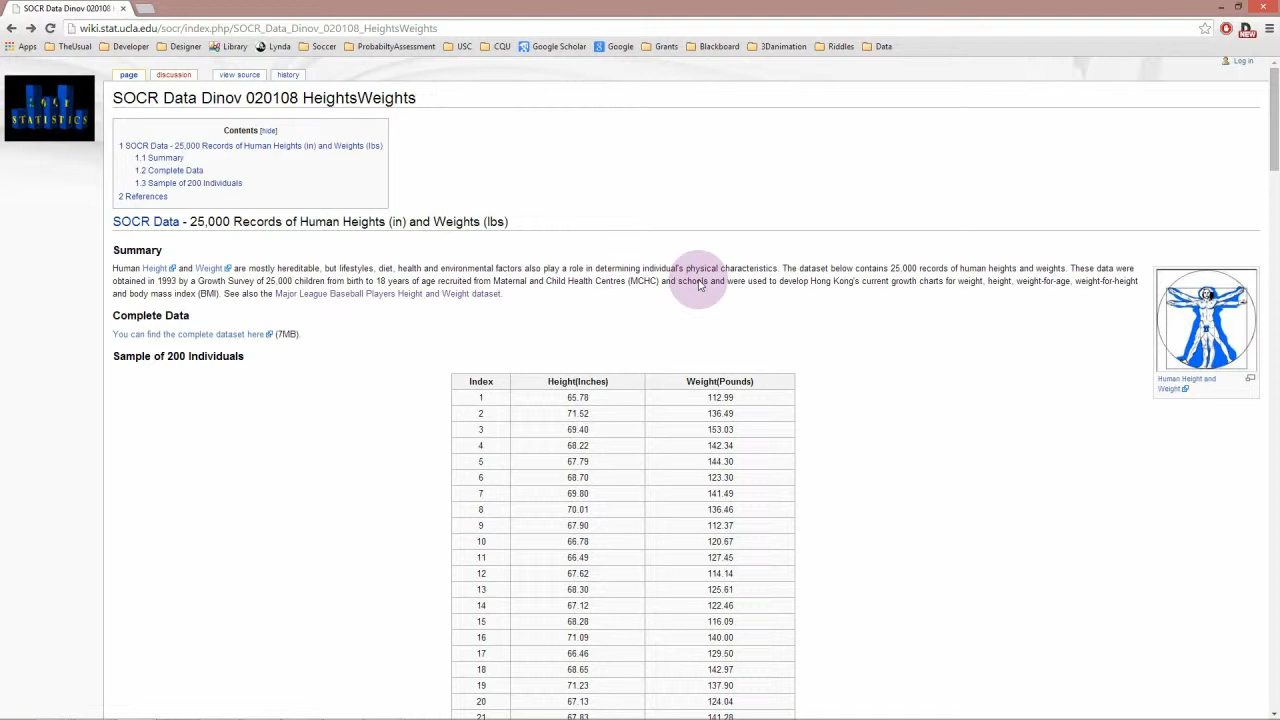 SOCR Data Dinov 020108
wiki.stat.ucla.edu/socr/index.php/SOCR_Data_Dinov_020108_HeightsWeights
NEW
Apps TheUsual Developer Designer Library Lynda Soccer ProbabiltyAssessment USC CQU Google Scholar Google Grants Blackboard 3Danimation Riddles Data
Log in
page discussion view source history
SOCR
STATISTICS
SOCR Data Dinov 020108 HeightsWeights
Contents [hide]
1 SOCR Data - 25,000 Records of Human Heights (in) and Weights (lbs)
1.1 Summary
1.2 Complete Data
1.3 Sample of 200 Individuals
2 References
SOCR Data - 25,000 Records of Human Heights (in) and Weights (lbs)
Summary
Human Height and Weight are mostly hereditable, but lifestyles, diet, health and environmental factors also play a role in determining individual's physical characteristics. The dataset below contains 25,000 records of human heights and weights. These data were
obtained in 1993 by a Growth Survey of 25,000 children from birth to 18 years of age recruited from Maternal and Child Health Centres (MCHC) and schools and were used to develop Hong Kong's current growth charts for weight, height, weight-for-age, weight-for-height
and body mass index (BMI). See also the Major League Baseball Players Height and Weight dataset.
Human Height and
Weight
Complete Data
You can find the complete dataset here (7MB).
Sample of 200 Individuals
Index Height(Inches) Weight(Pounds)
1 65.78 112.99
2 71.52 136.49
3 69.40 153.03
4 68.22 142.34
5 67.79 144.30
6 68.70 123.30
7 69.80 141.49
8 70.01 136.46
9 67.90 112.37
10 66.78 120.67
11 66.49 127.45
12 67.62 114.14
13 68.30 125.61
14 67.12 122.46
15 68.28 116.09
16 71.09 140.00
17 66.46 129.50
18 68.65 142.97
19 71.23 137.90
20 67.13 124.04
21 67.83 141.28